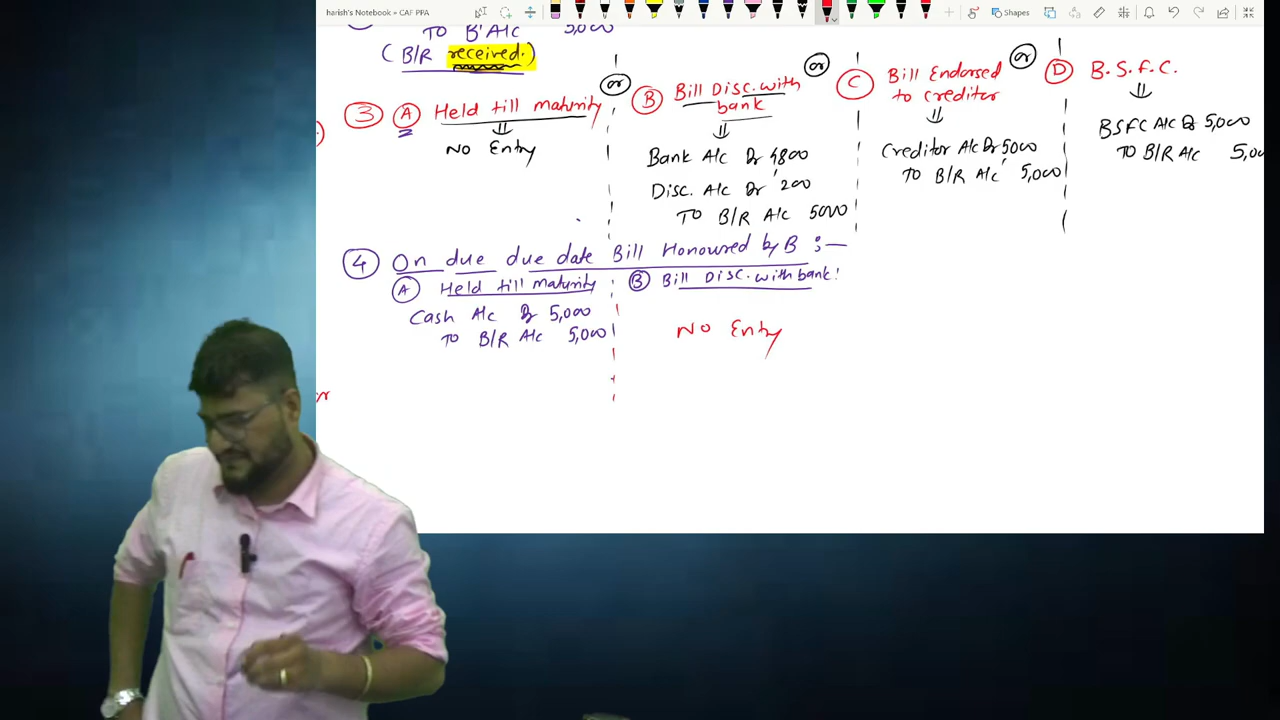 harish's Notebook > CAF PPA
Shapes
TO B' A/c 5,000
(B/R received.)
3 A Held till maturity
NO Entry
or
B Bill Disc. with bank
Bank A/c Dr 4,800
Disc. A/c Dr 200
TO B/R A/c 5000
or
C Bill Endorsed to creditor
Creditor A/c Dr 5000
TO B/R A/c 5,000
or
D B.S.F.C.
BSFC A/c Dr 5,000
TO B/R A/c 5,00
4 On due due date Bill Honoured by B :—
A Held till maturity
Cash A/c Dr 5,000
TO B/R A/c 5,000
B Bill Disc. with bank:
NO Entry